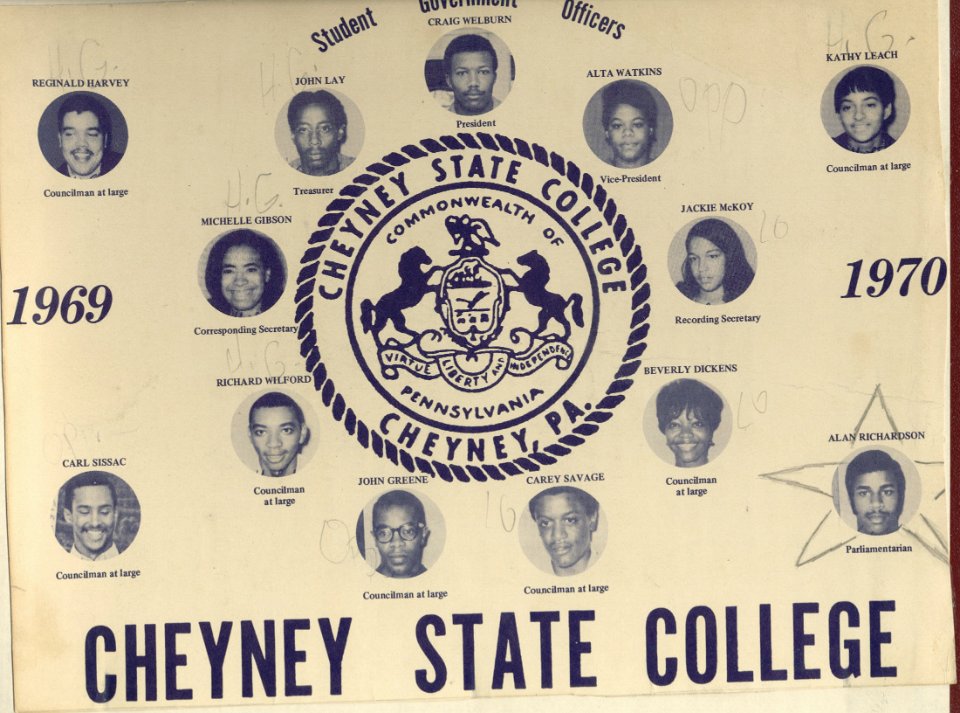 Student Government Officers
CRAIG WELBURN
President
H. G.
REGINALD HARVEY
Councilman at large
H. G.
JOHN LAY
Treasurer
ALTA WATKINS
Vice-President
opp
H. G.
KATHY LEACH
Councilman at large
H. G.
MICHELLE GIBSON
Corresponding Secretary
JACKIE McKOY
Recording Secretary
1969
1970
CHEYNEY STATE COLLEGE
COMMONWEALTH OF
VIRTUE LIBERTY AND INDEPENDENCE
PENNSYLVANIA
CHEYNEY, PA.
H. G.
RICHARD WILFORD
Councilman
at large
BEVERLY DICKENS
Councilman
at large
CARL SISSAC
Councilman at large
JOHN GREENE
Councilman at large
CAREY SAVAGE
Councilman at large
ALAN RICHARDSON
Parliamentarian
CHEYNEY STATE COLLEGE